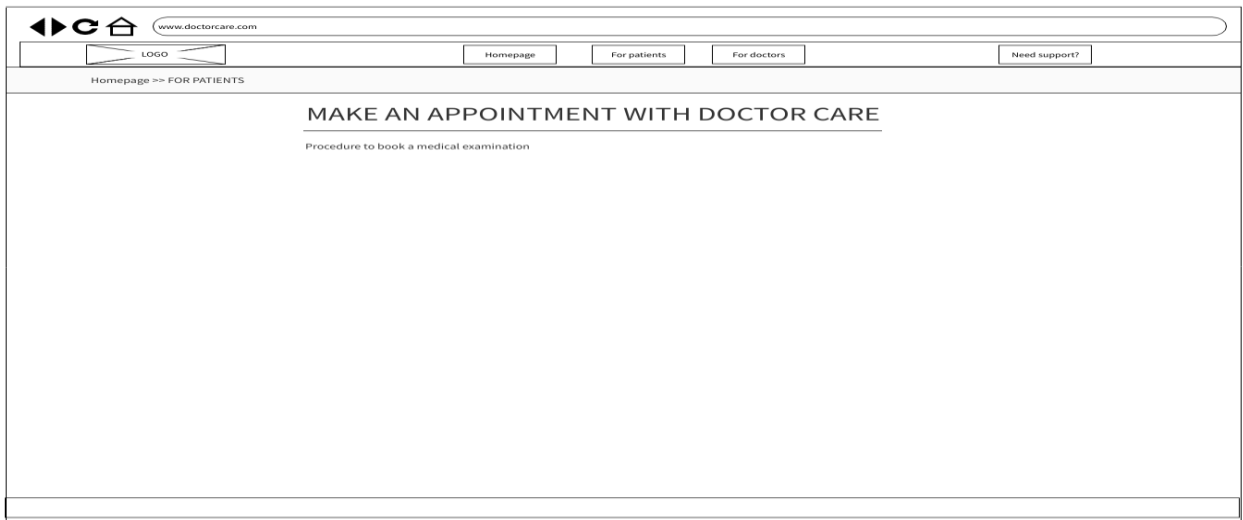 www.doctorcare.com
LOGO
Homepage
For patients
For doctors
Need support?
Homepage >> FOR PATIENTS
MAKE AN APPOINTMENT WITH DOCTOR CARE
Procedure to book a medical examination